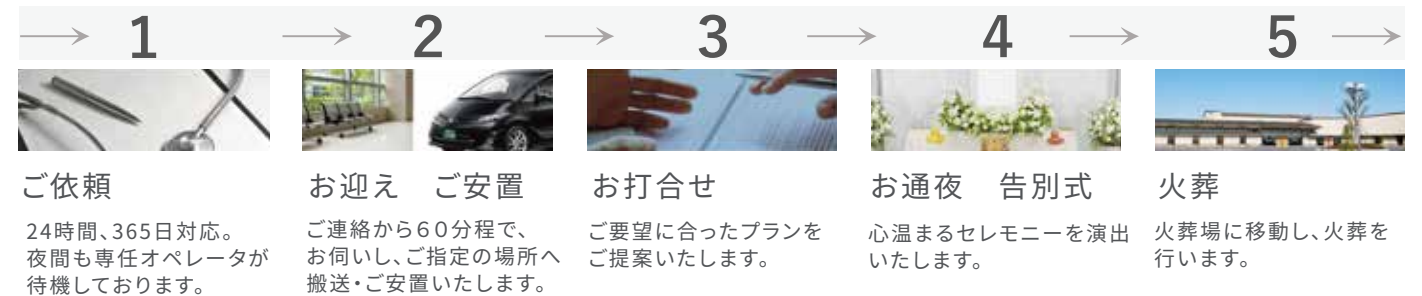 1
2
3
4
5
ご依頼
24時間、365日対応。
夜間も専任オペレータが
待機しております。
お迎え　ご安置
ご連絡から60分程で、
お伺いし、ご指定の場所へ
搬送・ご安置いたします。
お打合せ
ご要望に合ったプランを
ご提案いたします。
お通夜　告別式
心温まるセレモニーを演出
いたします。
火葬
火葬場に移動し、火葬を
行います。